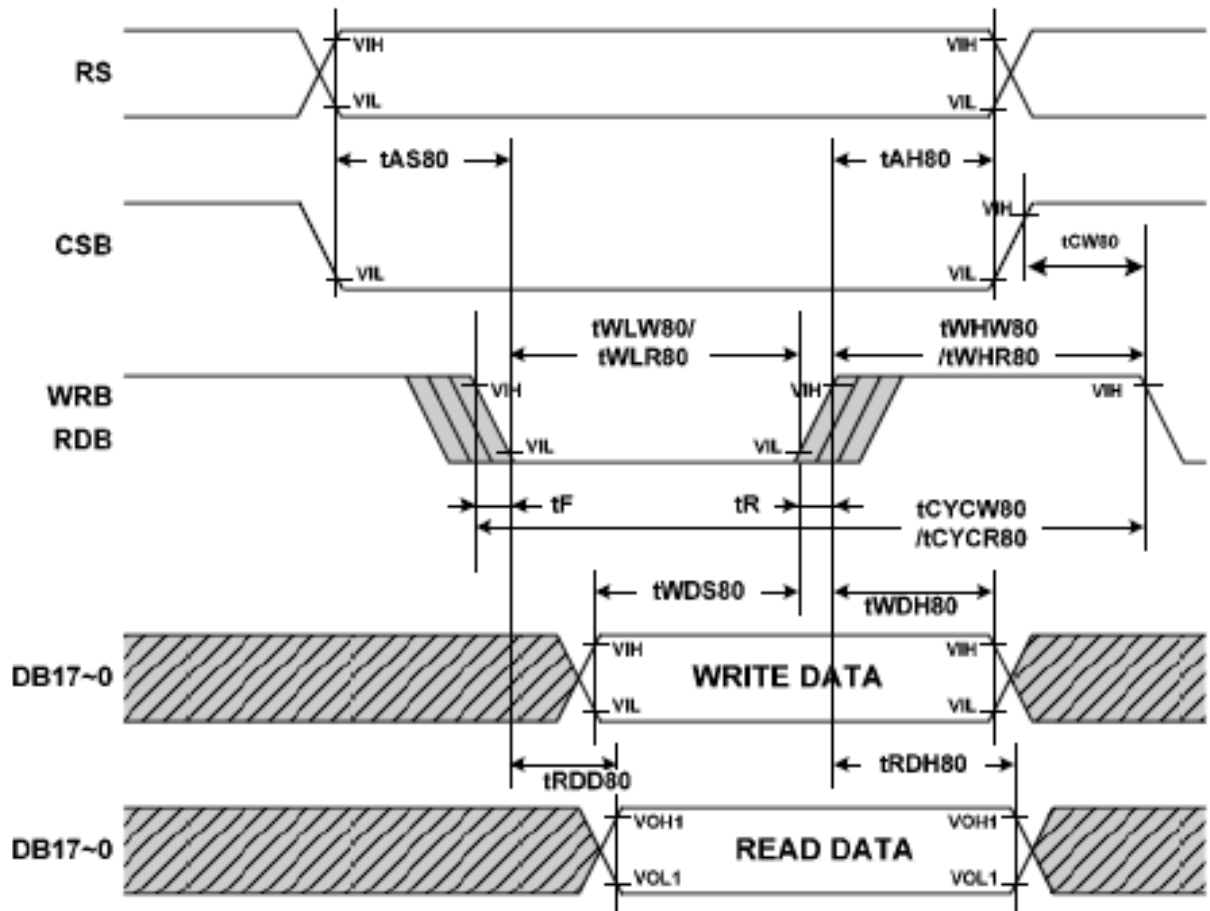 VIH
VIH
RS
VIL
VIL
tAS80
tAH80
VIH
CSB
tCW80
VIL
VIL
tWLW80/
tWLR80
tWHW80
/tWHR80
WRB
VIH
VIH
VIH
RDB
VIL
VIL
tF
tR
tCYCW80
/tCYCR80
tWDS80
tWDH80
VIH
VIH
DB17~0
WRITE DATA
VIL
VIL
tRDD80
tRDH80
VOH1
VOH1
DB17~0
READ DATA
VOL1
VOL1